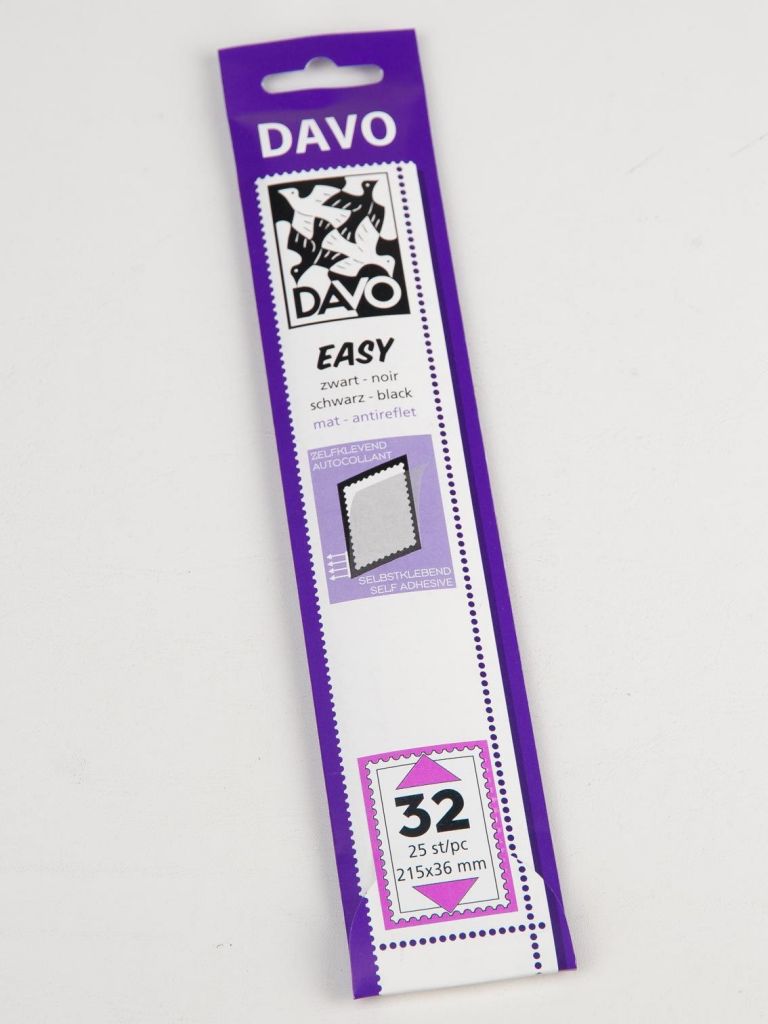 DAVO
DAVO
EASY
zwart - noir
schwarz - black
mat - antireflet
ZELFKLEVEND
AUTOCOLLANT
SELBSTKLEBEND
SELF ADHESIVE
32
25 st/pc
215x36 mm